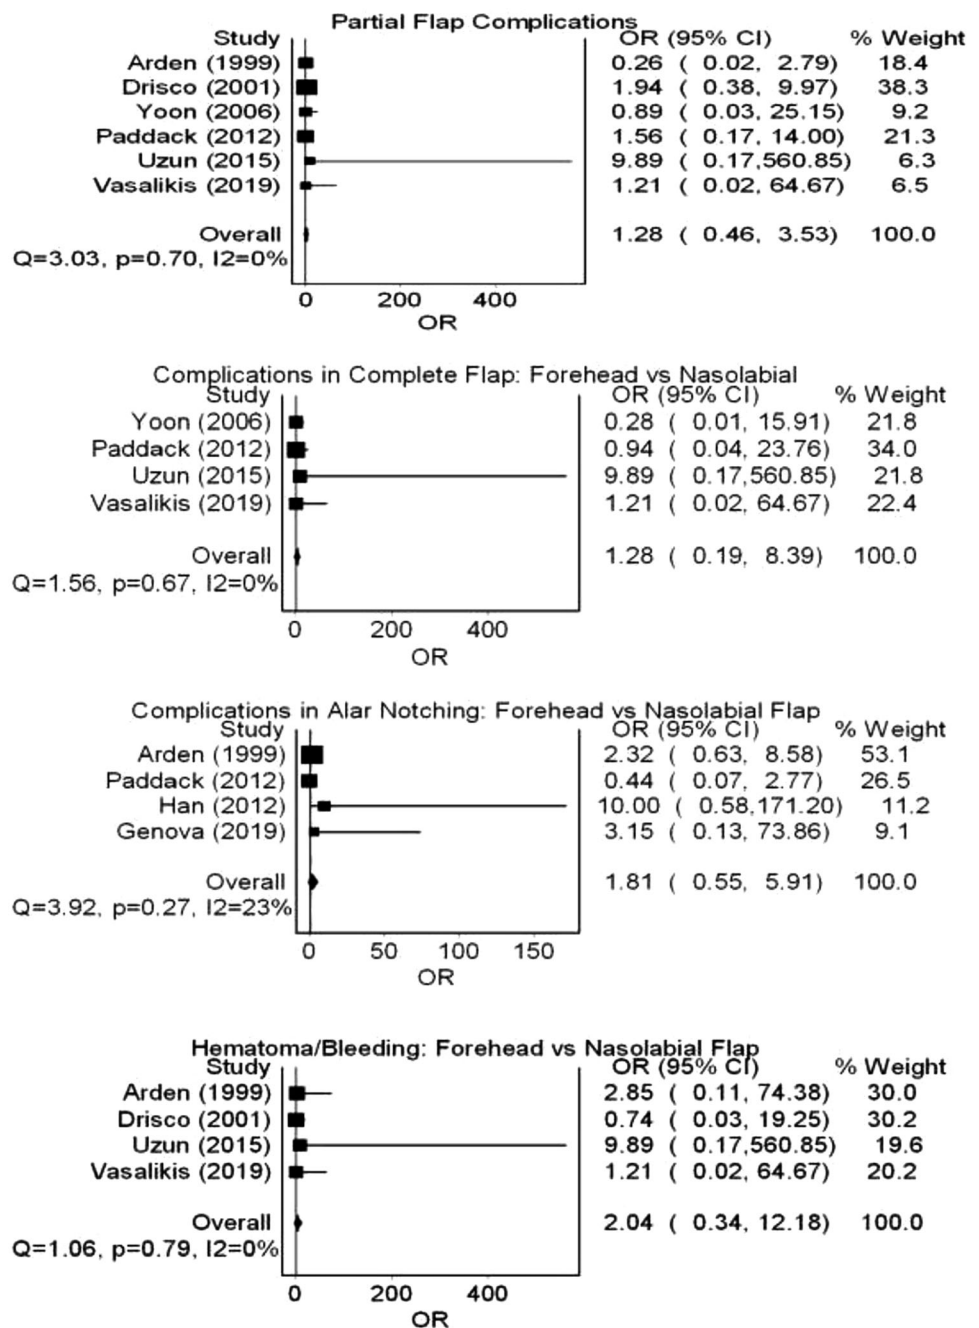 Partial Flap Complications
Study OR (95% CI) % Weight
Arden (1999) 0.26 ( 0.02, 2.79) 18.4
Drisco (2001) 1.94 ( 0.38, 9.97) 38.3
Yoon (2006) 0.89 ( 0.03, 25.15) 9.2
Paddack (2012) 1.56 ( 0.17, 14.00) 21.3
Uzun (2015) 9.89 ( 0.17,560.85) 6.3
Vasalikis (2019) 1.21 ( 0.02, 64.67) 6.5
Overall 1.28 ( 0.46, 3.53) 100.0
Q=3.03, p=0.70, I2=0%
0 200 400
OR
Complications in Complete Flap: Forehead vs Nasolabial
Study OR (95% CI) % Weight
Yoon (2006) 0.28 ( 0.01, 15.91) 21.8
Paddack (2012) 0.94 ( 0.04, 23.76) 34.0
Uzun (2015) 9.89 ( 0.17,560.85) 21.8
Vasalikis (2019) 1.21 ( 0.02, 64.67) 22.4
Overall 1.28 ( 0.19, 8.39) 100.0
Q=1.56, p=0.67, I2=0%
0 200 400
OR
Complications in Alar Notching: Forehead vs Nasolabial Flap
Study OR (95% CI) % Weight
Arden (1999) 2.32 ( 0.63, 8.58) 53.1
Paddack (2012) 0.44 ( 0.07, 2.77) 26.5
Han (2012) 10.00 ( 0.58,171.20) 11.2
Genova (2019) 3.15 ( 0.13, 73.86) 9.1
Overall 1.81 ( 0.55, 5.91) 100.0
Q=3.92, p=0.27, I2=23%
0 50 100 150
OR
Hematoma/Bleeding: Forehead vs Nasolabial Flap
Study OR (95% CI) % Weight
Arden (1999) 2.85 ( 0.11, 74.38) 30.0
Drisco (2001) 0.74 ( 0.03, 19.25) 30.2
Uzun (2015) 9.89 ( 0.17,560.85) 19.6
Vasalikis (2019) 1.21 ( 0.02, 64.67) 20.2
Overall 2.04 ( 0.34, 12.18) 100.0
Q=1.06, p=0.79, I2=0%
0 200 400
OR